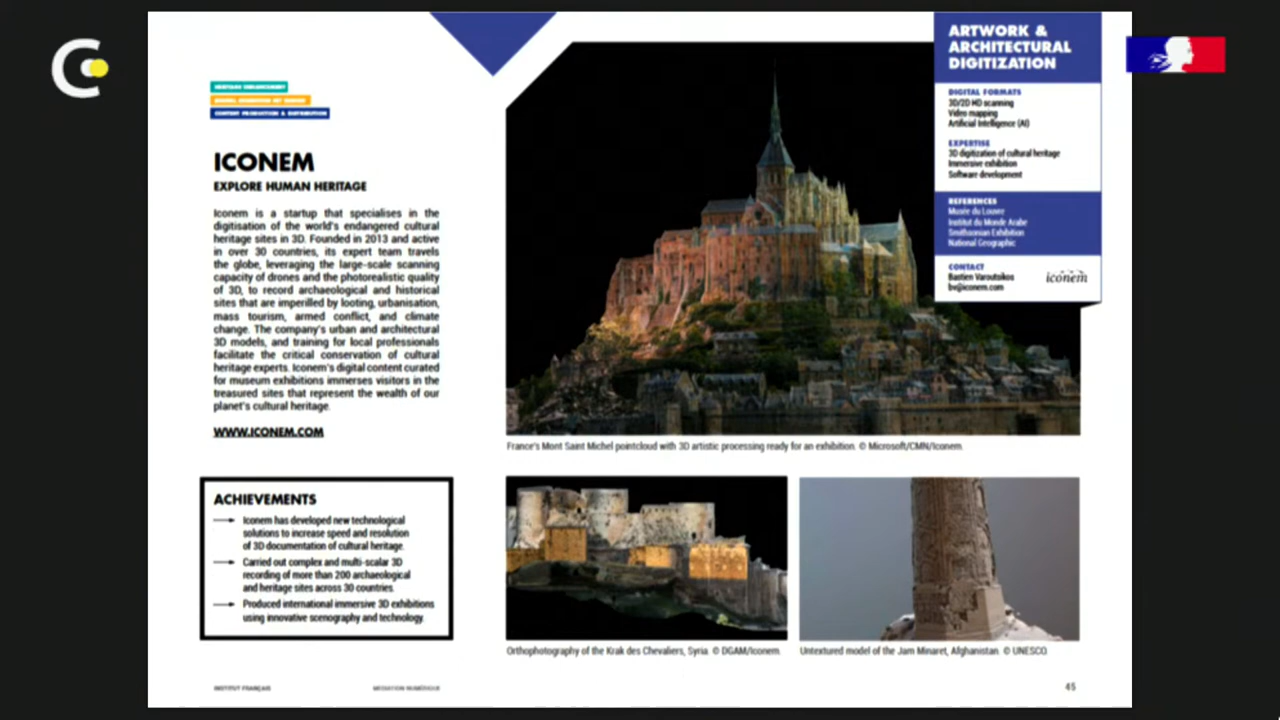 HERITAGE ENHANCEMENT
CONTENT PRODUCTION & DISTRIBUTION
ICONEM
EXPLORE HUMAN HERITAGE
Iconem is a startup that specialises in the
digitisation of the world's endangered cultural
heritage sites in 3D. Founded in 2013 and active
in over 30 countries, its expert team travels
the globe, leveraging the large-scale scanning
capacity of drones and the photorealistic quality
of 3D, to record archaeological and historical
sites that are imperilled by looting, urbanisation,
mass tourism, armed conflict, and climate
change. The company's urban and architectural
3D models, and training for local professionals
facilitate the critical conservation of cultural
heritage experts. Iconem's digital content curated
for museum exhibitions immerses visitors in the
treasured sites that represent the wealth of our
planet's cultural heritage.
WWW.ICONEM.COM
ACHIEVEMENTS
Iconem has developed new technological
solutions to increase speed and resolution
of 3D documentation of cultural heritage.
Carried out complex and multi-scalar 3D
recording of more than 200 archaeological
and heritage sites across 30 countries.
Produced international immersive 3D exhibitions
using innovative scenography and technology.
ARTWORK &
ARCHITECTURAL
DIGITIZATION
DIGITAL FORMATS
3D/2D HD scanning
Video mapping
Artificial Intelligence (AI)
EXPERTISE
3D digitization of cultural heritage
Immersive exhibition
Software development
REFERENCES
Musée du Louvre
Institut du Monde Arabe
Smithsonian Exhibition
National Geographic
CONTACT
Bastien Varoutsikos
bv@iconem.com
iconem
France's Mont Saint Michel pointcloud with 3D artistic processing ready for an exhibition. © Microsoft/CMN/Iconem.
Orthophotography of the Krak des Chevaliers, Syria. © DGAM/Iconem.
Untextured model of the Jam Minaret, Afghanistan. © UNESCO.
INSTITUT FRANÇAIS
MÉDIATION NUMÉRIQUE
45